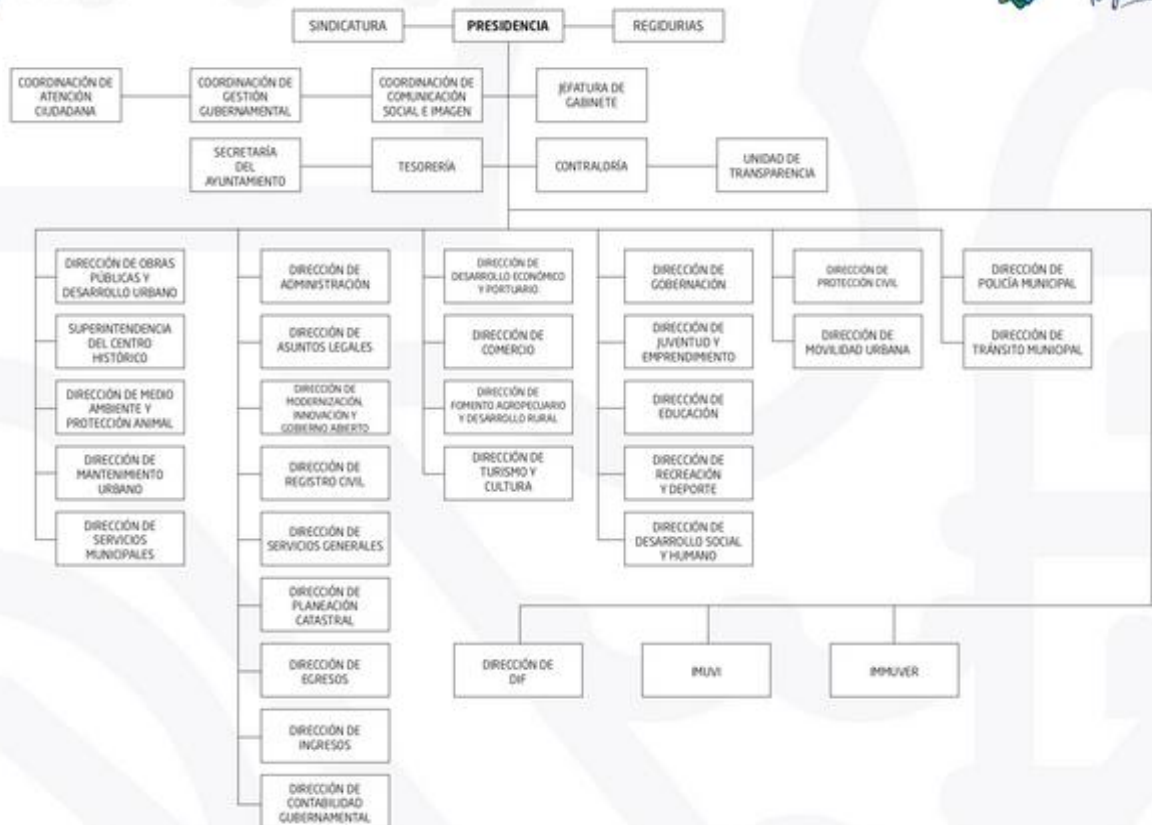 SINDICATURA
PRESIDENCIA
REGIDURIAS
COORDINACIÓN DE
ATENCIÓN
CIUDADANA
COORDINACIÓN DE
GESTIÓN
GUBERNAMENTAL
COORDINACIÓN DE
COMUNICACIÓN
SOCIAL E IMAGEN
JEFATURA DE
GABINETE
SECRETARÍA
DEL
AYUNTAMIENTO
TESORERÍA
CONTRALORÍA
UNIDAD DE
TRANSPARENCIA
DIRECCIÓN DE OBRAS
PÚBLICAS Y
DESARROLLO URBANO
SUPERINTENDENCIA
DEL CENTRO
HISTÓRICO
DIRECCIÓN DE MEDIO
AMBIENTE Y
PROTECCIÓN ANIMAL
DIRECCIÓN DE
MANTENIMIENTO
URBANO
DIRECCIÓN DE
SERVICIOS
MUNICIPALES
DIRECCIÓN DE
ADMINISTRACIÓN
DIRECCIÓN DE
ASUNTOS LEGALES
DIRECCIÓN DE
MODERNIZACIÓN,
INNOVACIÓN Y
GOBIERNO ABIERTO
DIRECCIÓN DE
REGISTRO CIVIL
DIRECCIÓN DE
SERVICIOS GENERALES
DIRECCIÓN DE
PLANEACIÓN
CATASTRAL
DIRECCIÓN DE
EGRESOS
DIRECCIÓN DE
INGRESOS
DIRECCIÓN DE
CONTABILIDAD
GUBERNAMENTAL
DIRECCIÓN DE
DESARROLLO ECONÓMICO
Y PORTUARIO
DIRECCIÓN DE
COMERCIO
DIRECCIÓN DE
FOMENTO AGROPECUARIO
Y DESARROLLO RURAL
DIRECCIÓN DE
TURISMO Y
CULTURA
DIRECCIÓN DE
GOBERNACIÓN
DIRECCIÓN DE
JUVENTUD Y
EMPRENDIMIENTO
DIRECCIÓN DE
EDUCACIÓN
DIRECCIÓN DE
RECREACIÓN
Y DEPORTE
DIRECCIÓN DE
DESARROLLO SOCIAL
Y HUMANO
DIRECCIÓN DE
PROTECCIÓN CIVIL
DIRECCIÓN DE
MOVILIDAD URBANA
DIRECCIÓN DE
POLICÍA MUNICIPAL
DIRECCIÓN DE
TRÁNSITO MUNICIPAL
DIRECCIÓN DE
DIF
IMUVI
IMMUVER